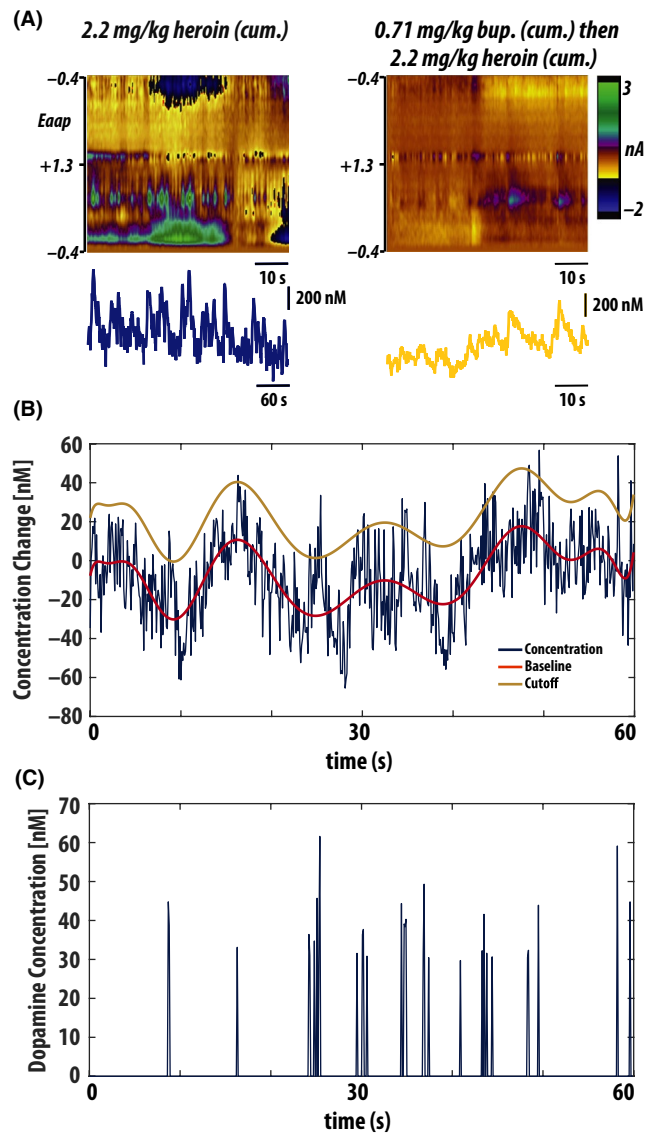 (A)
2.2 mg/kg heroin (cum.)
0.71 mg/kg bup. (cum.) then
2.2 mg/kg heroin (cum.)
−0.4
Eaap
+1.3
−0.4
10 s
200 nM
60 s
−0.4
+1.3
−0.4
3
nA
−2
10 s
200 nM
10 s
(B)
Concentration Change [nM]
60
40
20
0
−20
−40
−60
−80
Concentration
Baseline
Cutoff
0
30
60
time (s)
(C)
Dopamine Concentration [nM]
70
60
50
40
30
20
10
0
0
30
60
time (s)